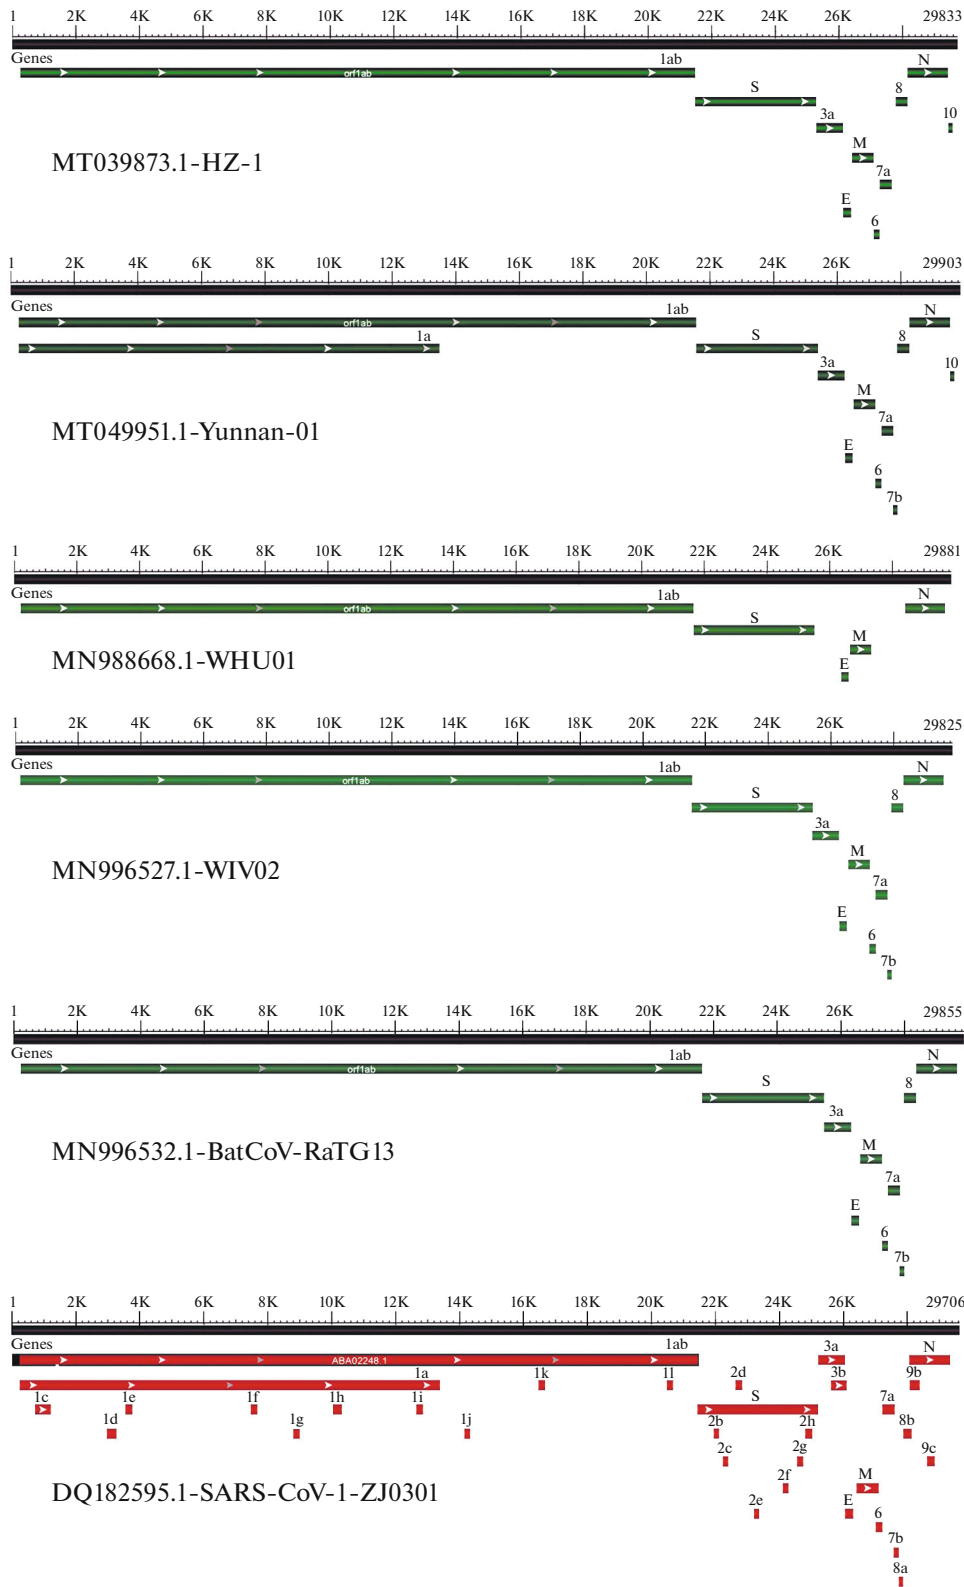 1 2K 4K 6K 8K 10K 12K 14K 16K 18K 20K 22K 24K 26K 29833
Genes
1ab N
orf1ab
S 8
3a 10
M
MT039873.1-HZ-1
7a
E
6
1 2K 4K 6K 8K 10K 12K 14K 16K 18K 20K 22K 24K 26K 29903
Genes
1ab N
orf1ab
1a S 8
3a 10
M
7a
MT049951.1-Yunnan-01
E
6
7b
1 2K 4K 6K 8K 10K 12K 14K 16K 18K 20K 22K 24K 26K 29881
Genes
1ab N
orf1ab
S
M
MN988668.1-WHU01
E
1 2K 4K 6K 8K 10K 12K 14K 16K 18K 20K 22K 24K 26K 29825
Genes
1ab N
orf1ab
S 8
3a
M
MN996527.1-WIV02
7a
E
6
7b
1 2K 4K 6K 8K 10K 12K 14K 16K 18K 20K 22K 24K 26K 29855
Genes
1ab N
orf1ab
S 8
3a
M
MN996532.1-BatCoV-RaTG13
7a
E
6
7b
1 2K 4K 6K 8K 10K 12K 14K 16K 18K 20K 22K 24K 26K 29706
Genes
1ab 3a N
ABA02248.1
1a 1k 1l 2d 3b 9b
1c 1e 1f 1h 1i S 7a
1d 1g 1j 2b 2h 8b
2c 2g 9c
2f M
DQ182595.1-SARS-CoV-1-ZJ0301
2e E
6
7b
8a